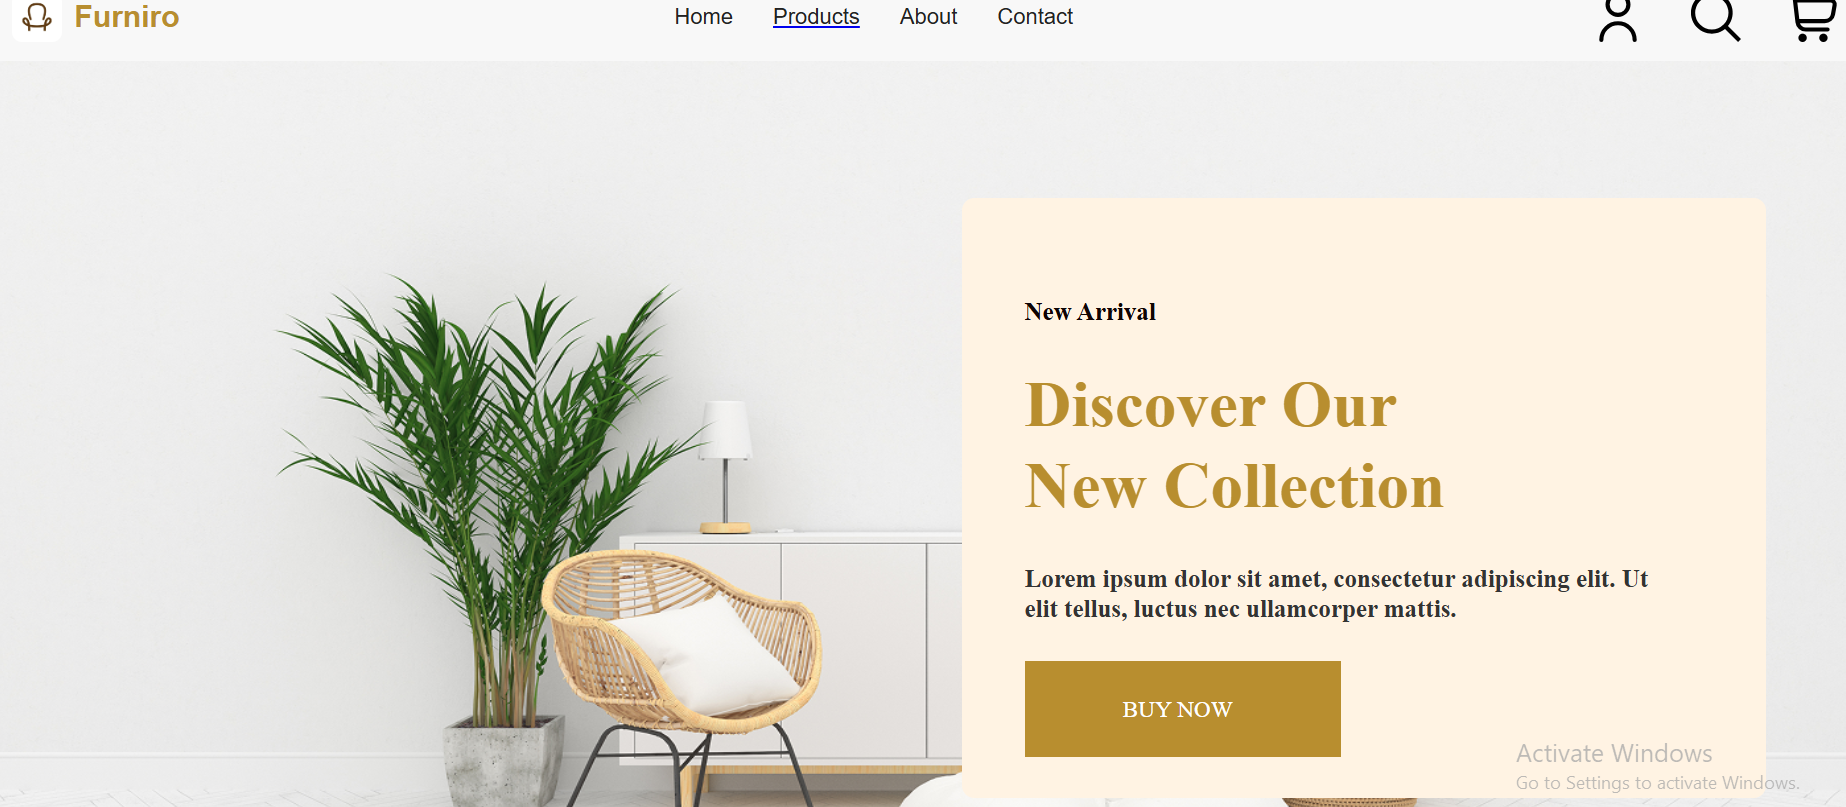 Furniro
Home Products About Contact
New Arrival
Discover Our
New Collection
Lorem ipsum dolor sit amet, consectetur adipiscing elit. Ut
elit tellus, luctus nec ullamcorper mattis.
BUY NOW
Activate Windows
Go to Settings to activate Windows.